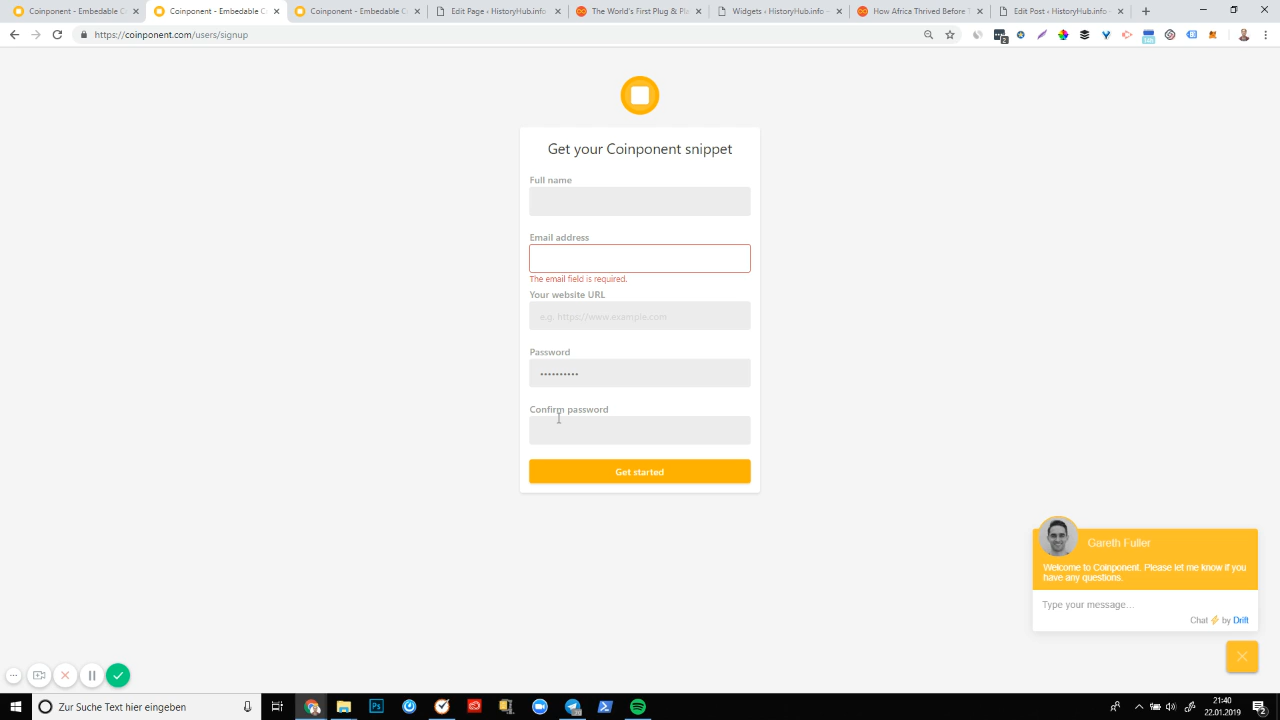 Coinponent - Embedable C
Coinponent - Embedable C
Coinponent - Embedable C
Edit Page ‹ HistoryHub.info -
The World's First Plug & Pla
Widgets ‹ HistoryHub.info -
How Africa Thrived Before T
Edit Post ‹ HistoryHub.info -
https://coinponent.com/users/signup
2
Get your Coinponent snippet
Full name
Email address
The email field is required.
Your website URL
e.g. https://www.example.com
Password
••••••••••
Confirm password
Get started
Gareth Fuller
Welcome to Coinponent. Please let me know if you
have any questions.
Type your message…
Chat ⚡ by Drift
Zur Suche Text hier eingeben
21:40
22.01.2019
2